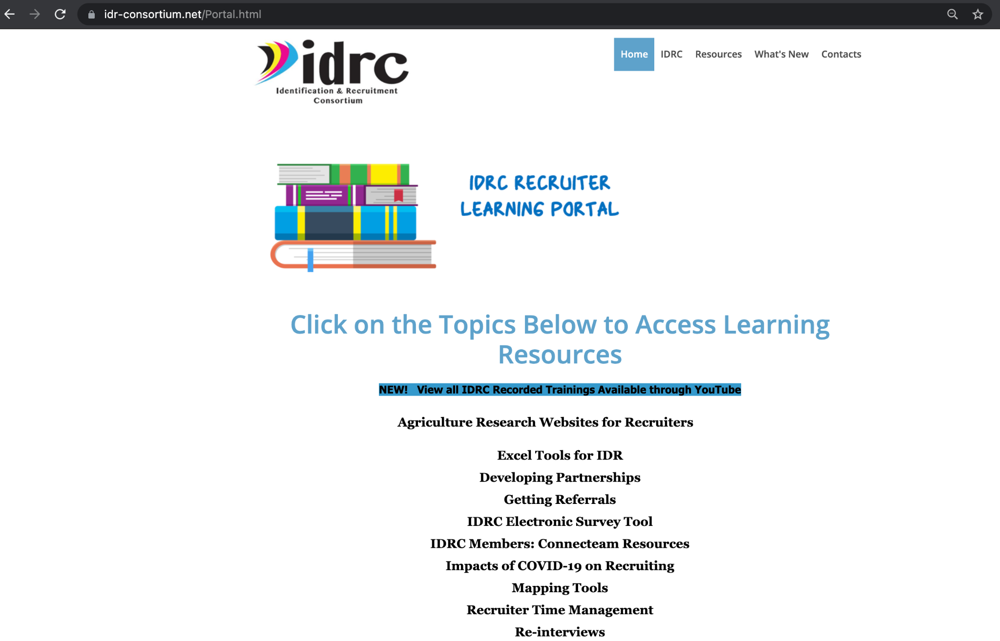 idr-consortium.net/Portal.html
idrc
Identification & Recruitment
Consortium
Home IDRC Resources What's New Contacts
IDRC RECRUITER
LEARNING PORTAL
Click on the Topics Below to Access Learning
Resources
NEW! View all IDRC Recorded Trainings Available through YouTube
Agriculture Research Websites for Recruiters
Excel Tools for IDR
Developing Partnerships
Getting Referrals
IDRC Electronic Survey Tool
IDRC Members: Connecteam Resources
Impacts of COVID-19 on Recruiting
Mapping Tools
Recruiter Time Management
Re-interviews